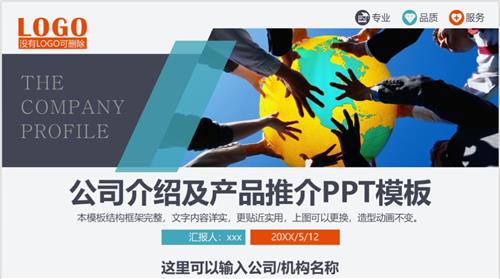 LOGO
没有LOGO可删除
专业
品质
服务
THE
COMPANY
PROFILE
公司介绍及产品推介PPT模板
本模板结构框架完整，文字内容详实，更贴近实用，上图可以更换，造型动画不变。
汇报人：xxx
20XX/5/12
这里可以输入公司/机构名称